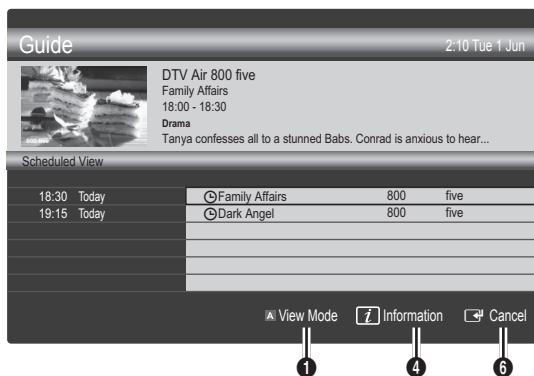 Guide 2:10 Tue 1 Jun
DTV Air 800 five
Family Affairs
18:00 - 18:30
Drama
Tanya confesses all to a stunned Babs. Conrad is anxious to hear...
800 five
Scheduled View
18:30 Today Family Affairs 800 five
19:15 Today Dark Angel 800 five
A View Mode i Information Cancel
1 4 6